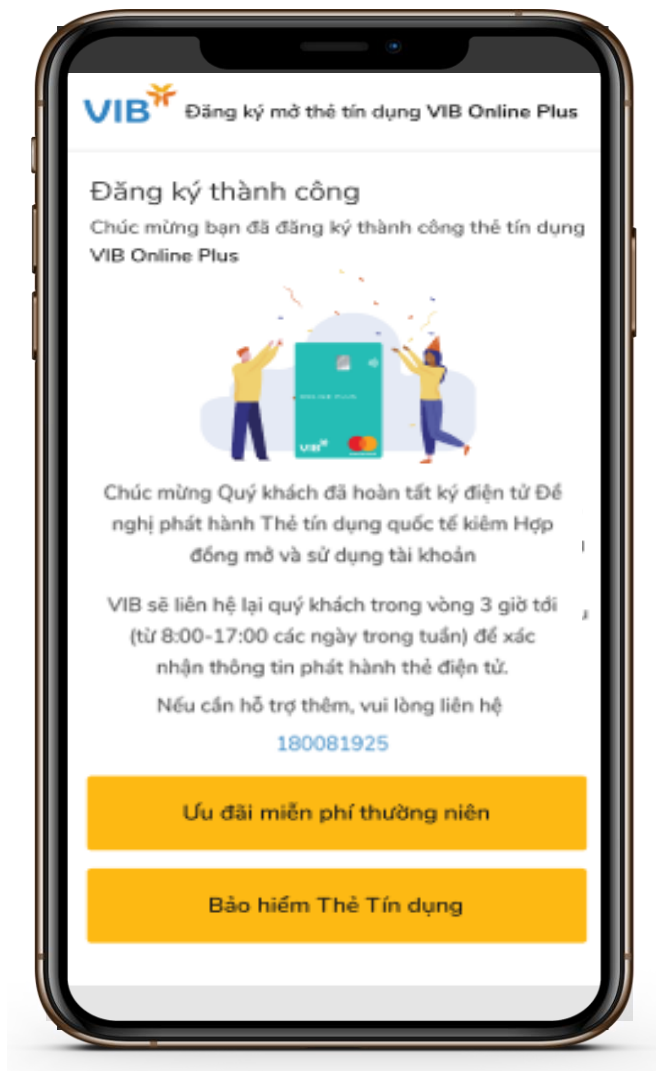 VIB Đăng ký mở thẻ tín dụng VIB Online Plus
Đăng ký thành công
Chúc mừng bạn đã đăng ký thành công thẻ tín dụng
VIB Online Plus
ONLINE PLUS
VIB
Chúc mừng Quý khách đã hoàn tất ký điện tử Đề
nghị phát hành Thẻ tín dụng quốc tế kiêm Hợp
đồng mở và sử dụng tài khoản
VIB sẽ liên hệ lại quý khách trong vòng 3 giờ tới
(từ 8:00-17:00 các ngày trong tuần) để xác
nhận thông tin phát hành thẻ điện tử.
Nếu cần hỗ trợ thêm, vui lòng liên hệ
180081925
Ưu đãi miễn phí thường niên
Bảo hiểm Thẻ Tín dụng